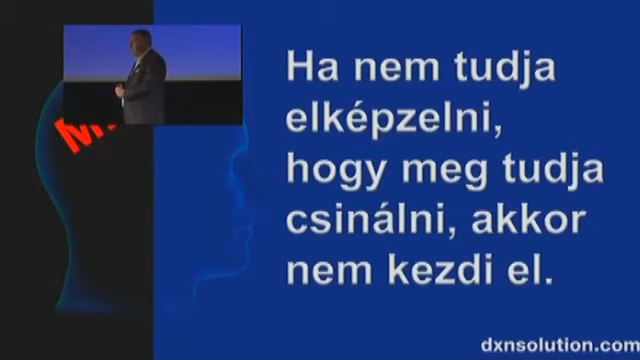 Ha nem tudja
elképzelni,
hogy meg tudja
csinálni, akkor
nem kezdi el.
dxnsolution.com